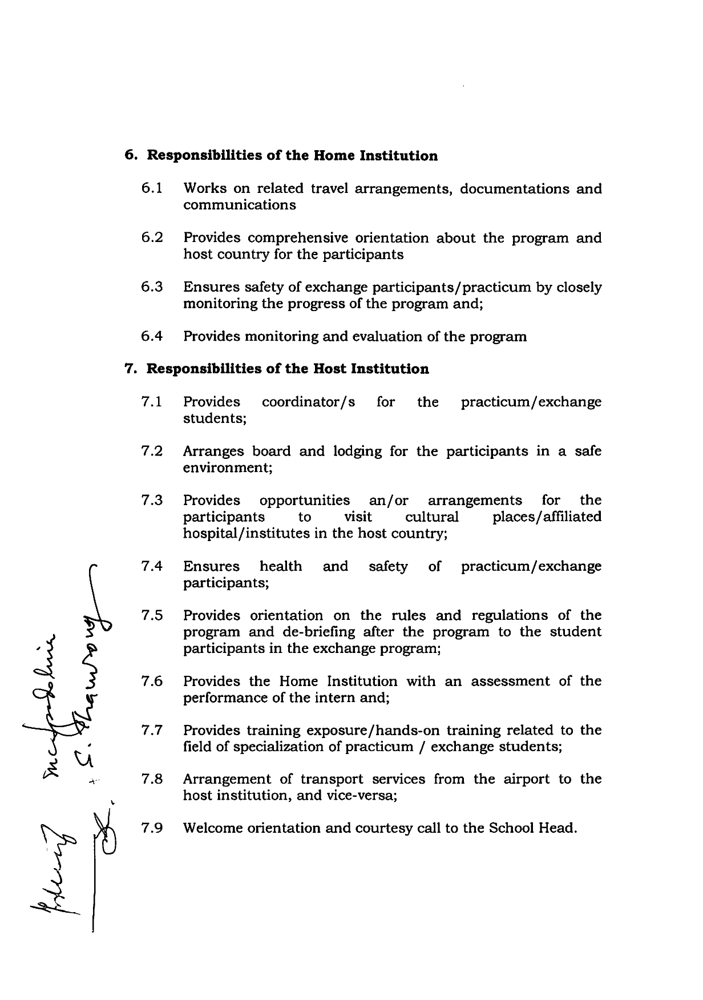 6. Responsibilities of the Home Institution
6.1 Works on related travel arrangements, documentations and
communications
6.2 Provides comprehensive orientation about the program and
host country for the participants
6.3 Ensures safety of exchange participants/practicum by closely
monitoring the progress of the program and;
6.4 Provides monitoring and evaluation of the program
7. Responsibilities of the Host Institution
7.1 Provides coordinator/s for the practicum/exchange
students;
7.2 Arranges board and lodging for the participants in a safe
environment;
7.3 Provides opportunities an/or arrangements for the
participants to visit cultural places/affiliated
hospital/institutes in the host country;
7.4 Ensures health and safety of practicum/exchange
participants;
7.5 Provides orientation on the rules and regulations of the
program and de-briefing after the program to the student
participants in the exchange program;
7.6 Provides the Home Institution with an assessment of the
performance of the intern and;
7.7 Provides training exposure/hands-on training related to the
field of specialization of practicum / exchange students;
7.8 Arrangement of transport services from the airport to the
host institution, and vice-versa;
7.9 Welcome orientation and courtesy call to the School Head.